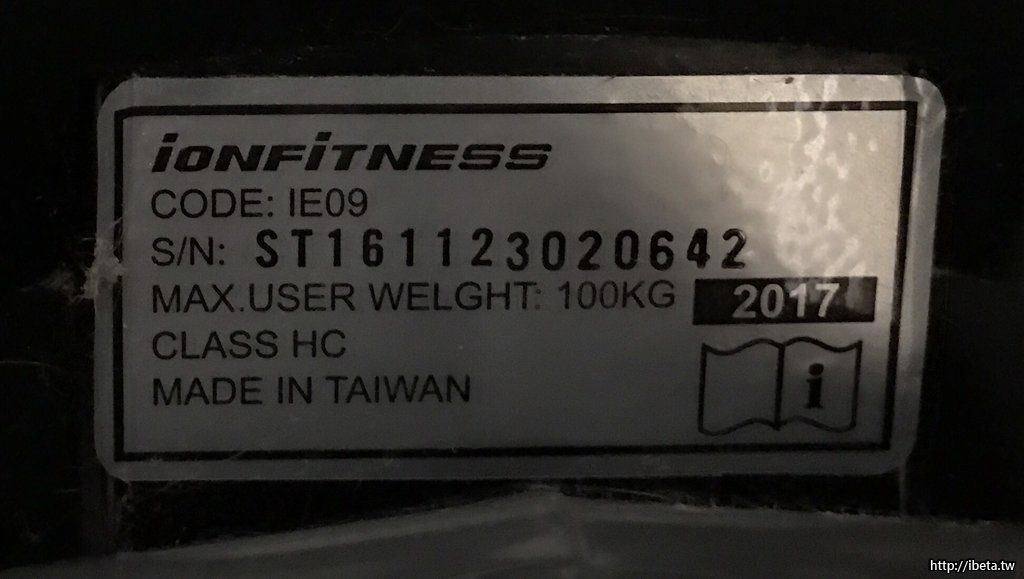 iONFiTNESS
CODE: IE09
S/N: ST161123020642
MAX.USER WELGHT: 100KG 2017
CLASS HC
MADE IN TAIWAN
i
http://ibeta.tw